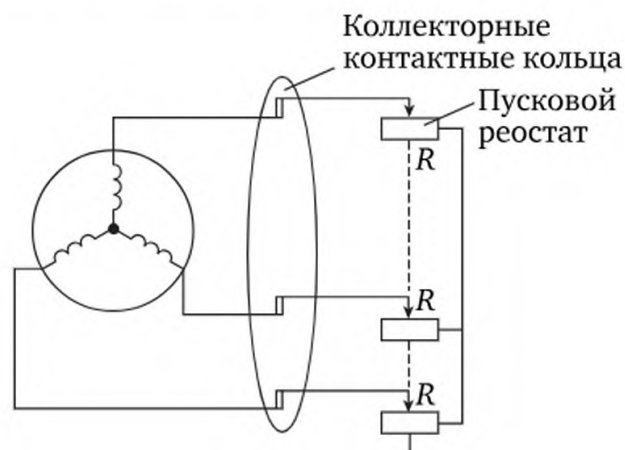 Коллекторные
контактные кольца
Пусковой
реостат
R
R
R